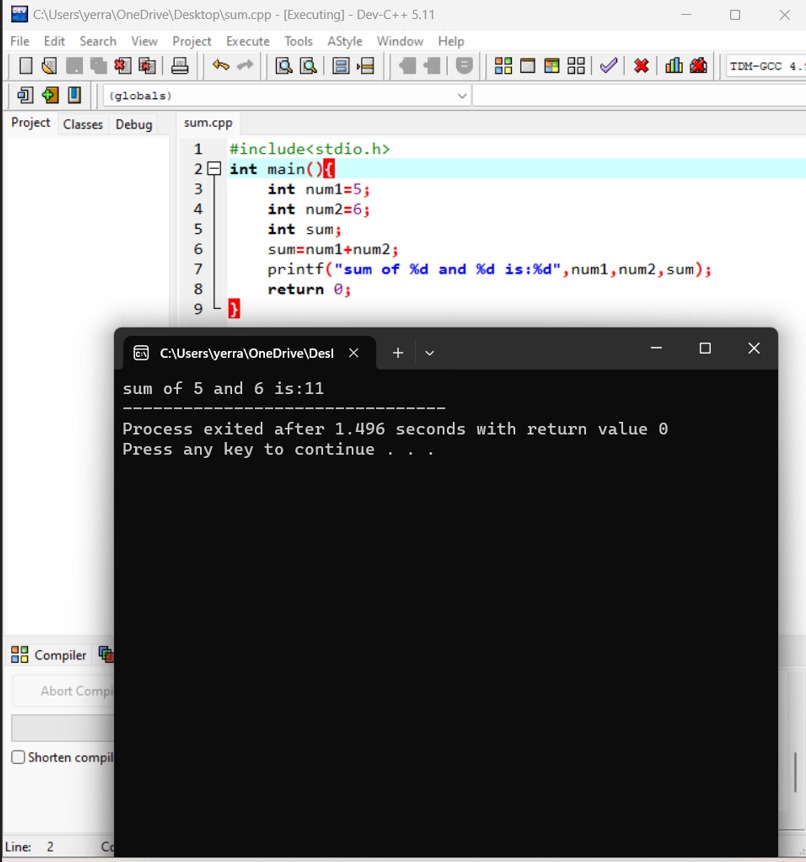 C:\Users\yerra\OneDrive\Desktop\sum.cpp - [Executing] - Dev-C++ 5.11
File Edit Search View Project Execute Tools AStyle Window Help
TDM-GCC 4.
(globals)
Project Classes Debug sum.cpp
1 #include<stdio.h>
2 int main(){
3 int num1=5;
4 int num2=6;
5 int sum;
6 sum=num1+num2;
7 printf("sum of %d and %d is:%d",num1,num2,sum);
8 return 0;
9 }
C:\Users\yerra\OneDrive\Desl
sum of 5 and 6 is:11
--------------------------------
Process exited after 1.496 seconds with return value 0
Press any key to continue . . .
Compiler
Abort Comp
Shorten compil
Line: 2 Co